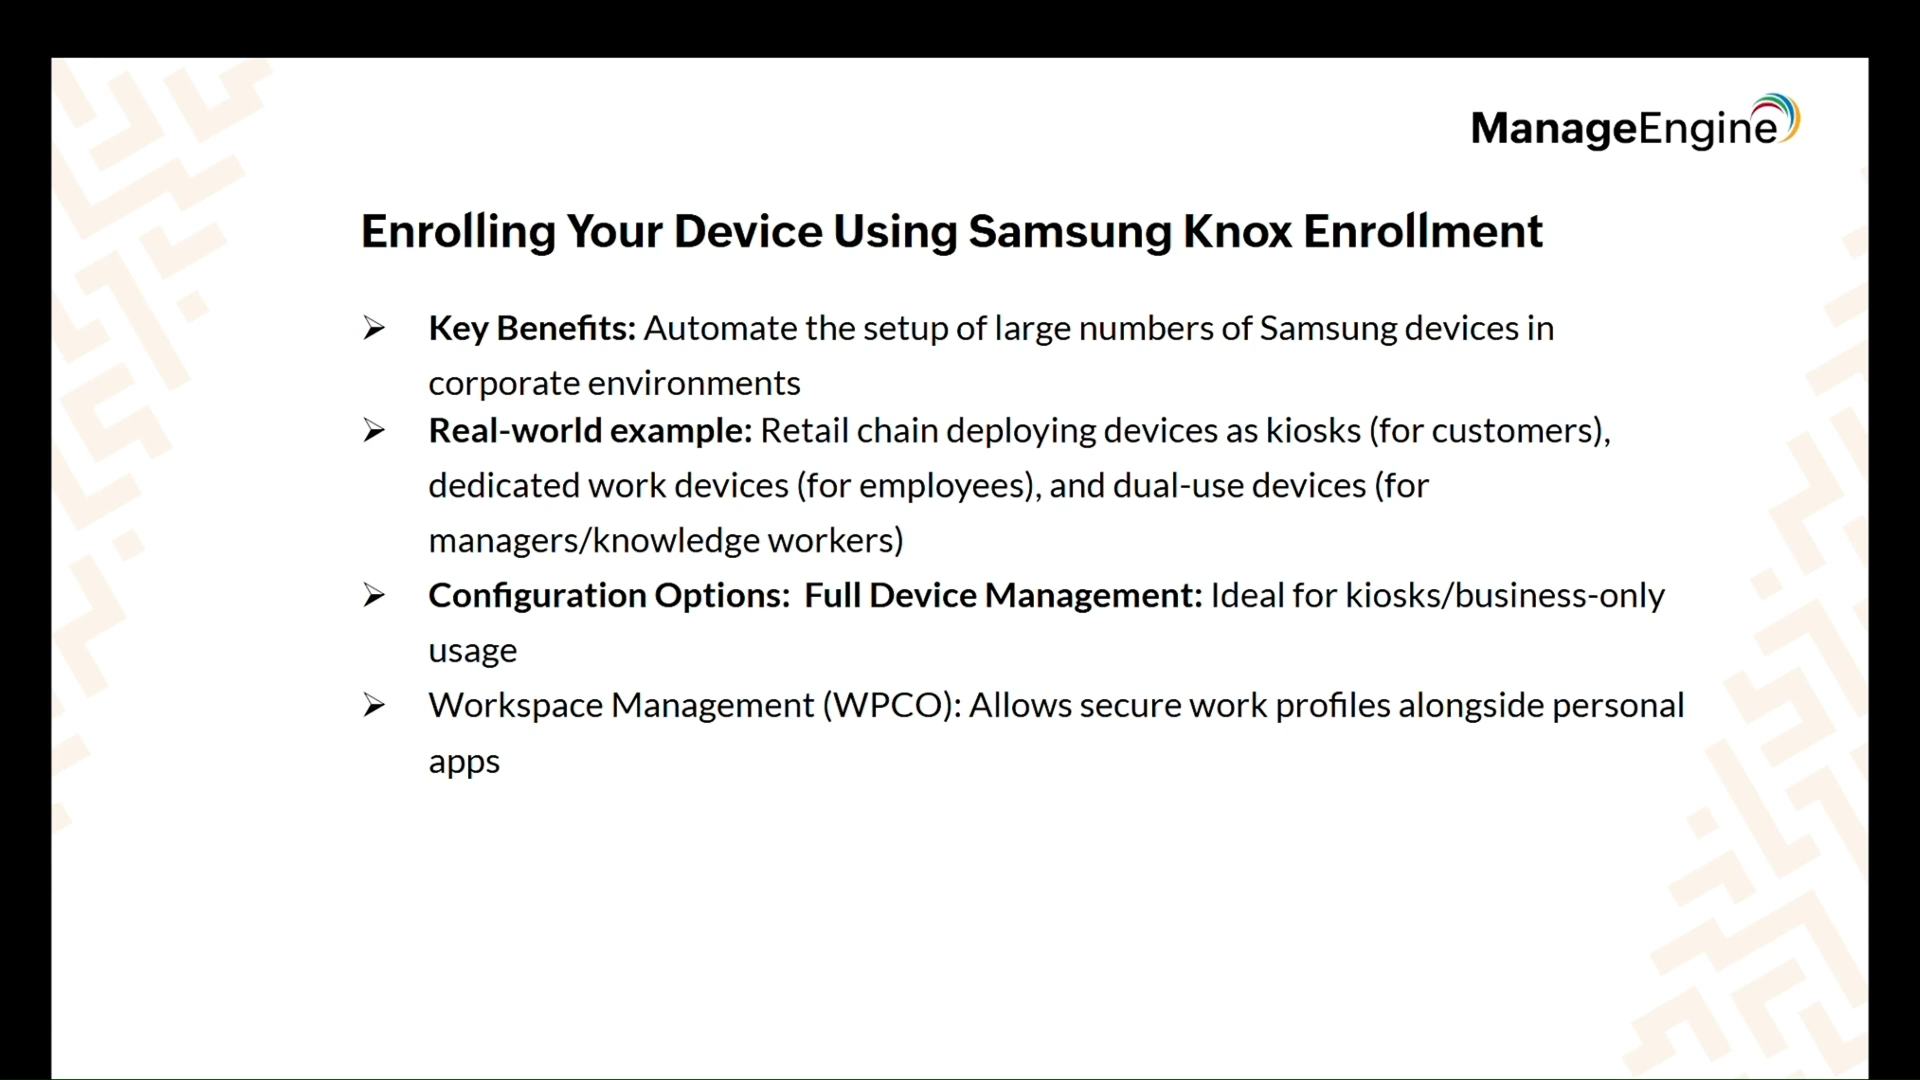 ManageEngine
Enrolling Your Device Using Samsung Knox Enrollment
➢ Key Benefits: Automate the setup of large numbers of Samsung devices in
corporate environments
➢ Real-world example: Retail chain deploying devices as kiosks (for customers),
dedicated work devices (for employees), and dual-use devices (for
managers/knowledge workers)
➢ Configuration Options:  Full Device Management: Ideal for kiosks/business-only
usage
➢ Workspace Management (WPCO): Allows secure work profiles alongside personal
apps